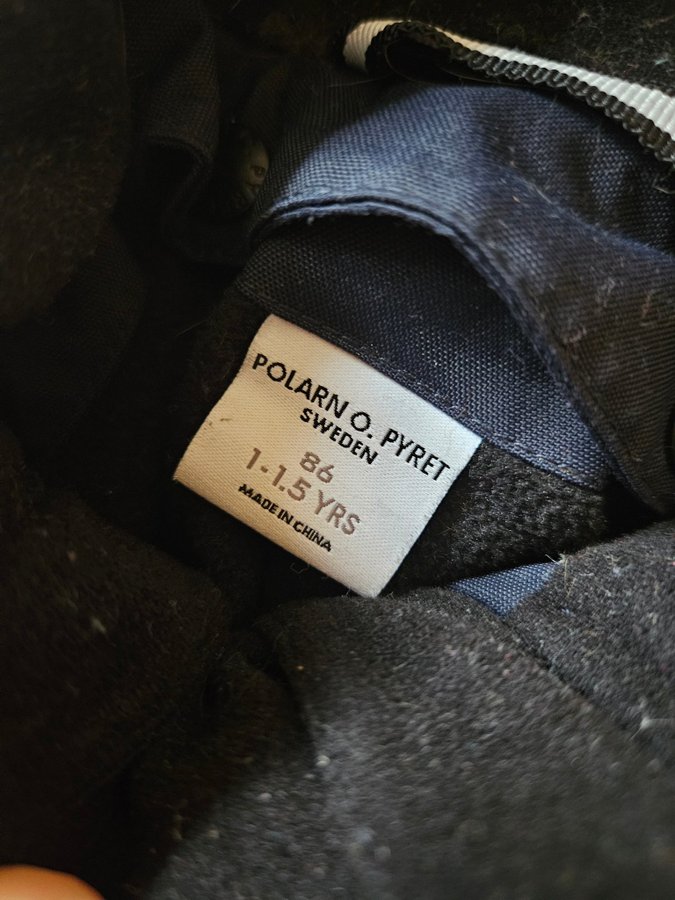 POLARN O. PYRET
SWEDEN
86
1-1.5 YRS
MADE IN CHINA